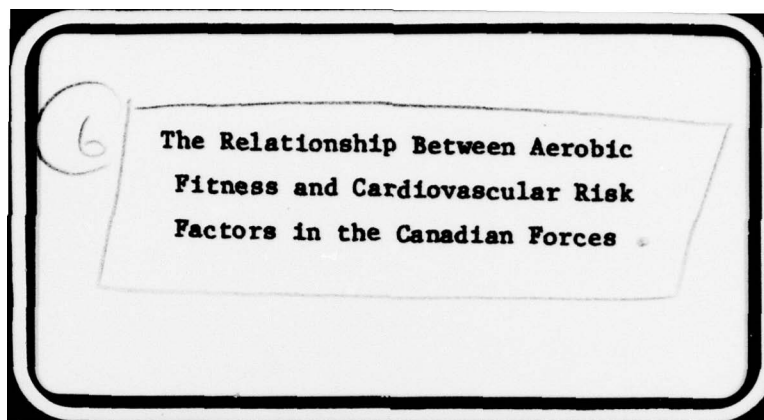 6
The Relationship Between Aerobic
Fitness and Cardiovascular Risk
Factors in the Canadian Forces